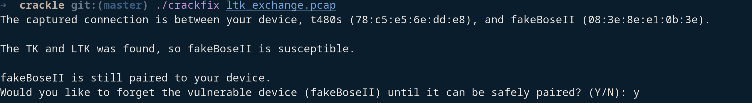 → crackle git:(master) ./crackfix ltk_exchange.pcap
The captured connection is between your device, t480s (78:c5:e5:6e:dd:e8), and fakeBoseII (08:3e:8e:e1:0b:3e).
The TK and LTK was found, so fakeBoseII is susceptible.
fakeBoseII is still paired to your device.
Would you like to forget the vulnerable device (fakeBoseII) until it can be safely paired? (Y/N): y